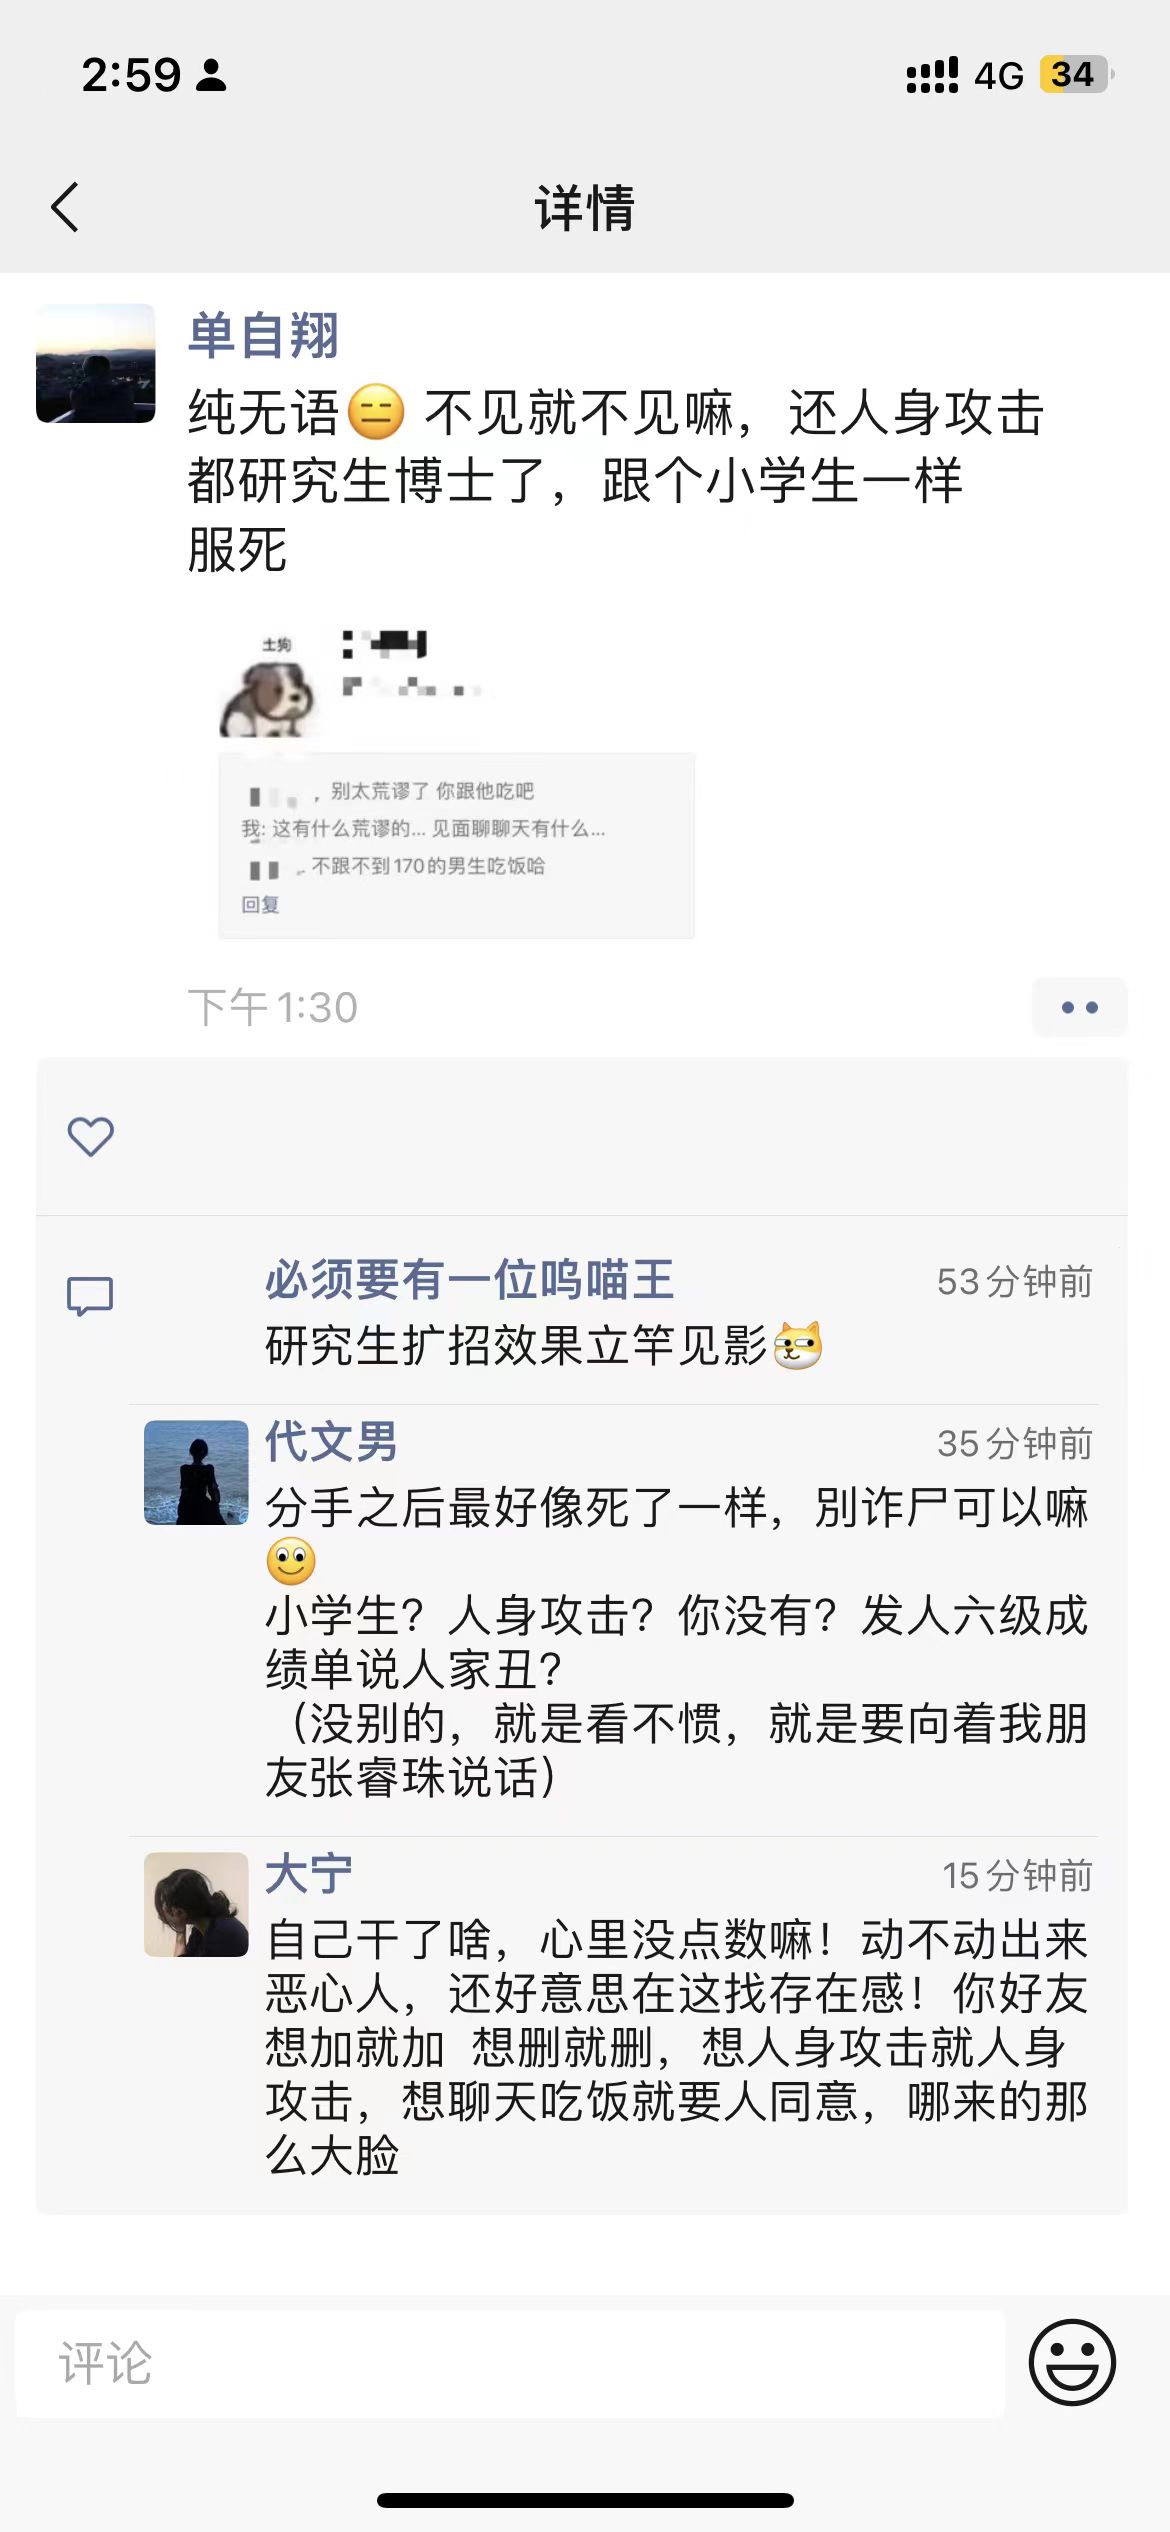 2:59
4G
34
详情
单自翔
纯无语😑 不见就不见嘛，还人身攻击
都研究生博士了，跟个小学生一样
服死
土狗
，别太荒谬了 你跟他吃吧
我: 这有什么荒谬的... 见面聊聊天有什么...
不跟不到170的男生吃饭哈
回复
下午1:30
必须要有一位呜喵王
53分钟前
研究生扩招效果立竿见影
代文男
35分钟前
分手之后最好像死了一样，別诈尸可以嘛
🙂
小学生？人身攻击？你没有？发人六级成
绩单说人家丑？
（没别的，就是看不惯，就是要向着我朋
友张睿珠说话）
大宁
15分钟前
自己干了啥，心里没点数嘛！动不动出来
恶心人，还好意思在这找存在感！你好友
想加就加 想删就删，想人身攻击就人身
攻击，想聊天吃饭就要人同意，哪来的那
么大脸
评论